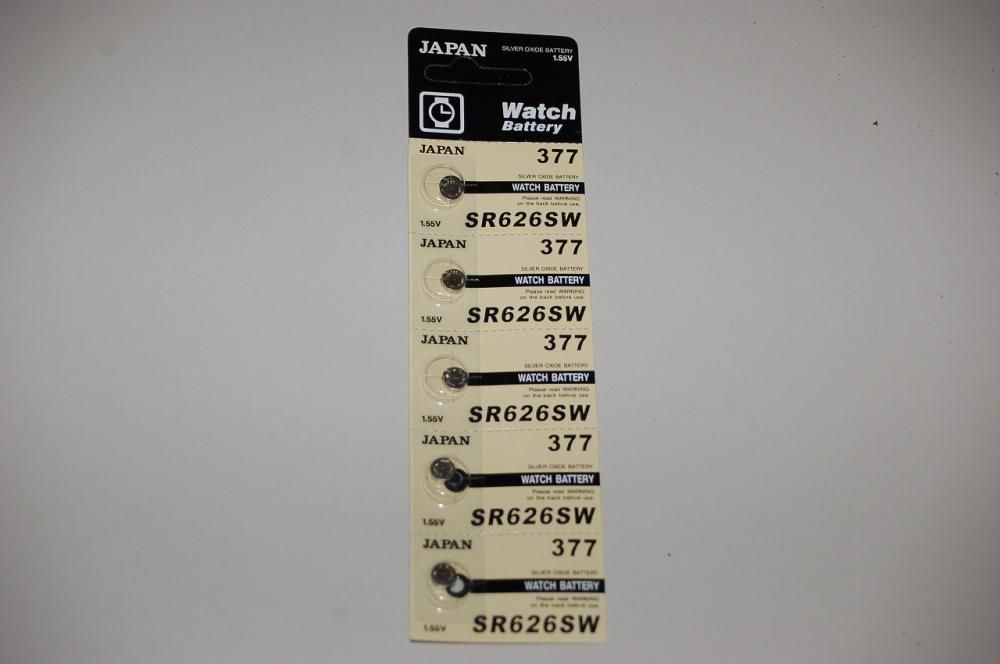 JAPAN
SILVER OXIDE BATTERY
1.55V
Watch
Battery
JAPAN
377
SILVER OXIDE BATTERY
WATCH BATTERY
Please read WARNING
on the back before use.
1.55V
SR626SW
JAPAN
377
SILVER OXIDE BATTERY
WATCH BATTERY
Please read WARNING
on the back before use.
1.55V
SR626SW
JAPAN
377
SILVER OXIDE BATTERY
WATCH BATTERY
Please read WARNING
on the back before use.
1.55V
SR626SW
JAPAN
377
SILVER OXIDE BATTERY
WATCH BATTERY
Please read WARNING
on the back before use.
1.55V
SR626SW
JAPAN
377
SILVER OXIDE BATTERY
WATCH BATTERY
Please read WARNING
on the back before use.
1.55V
SR626SW